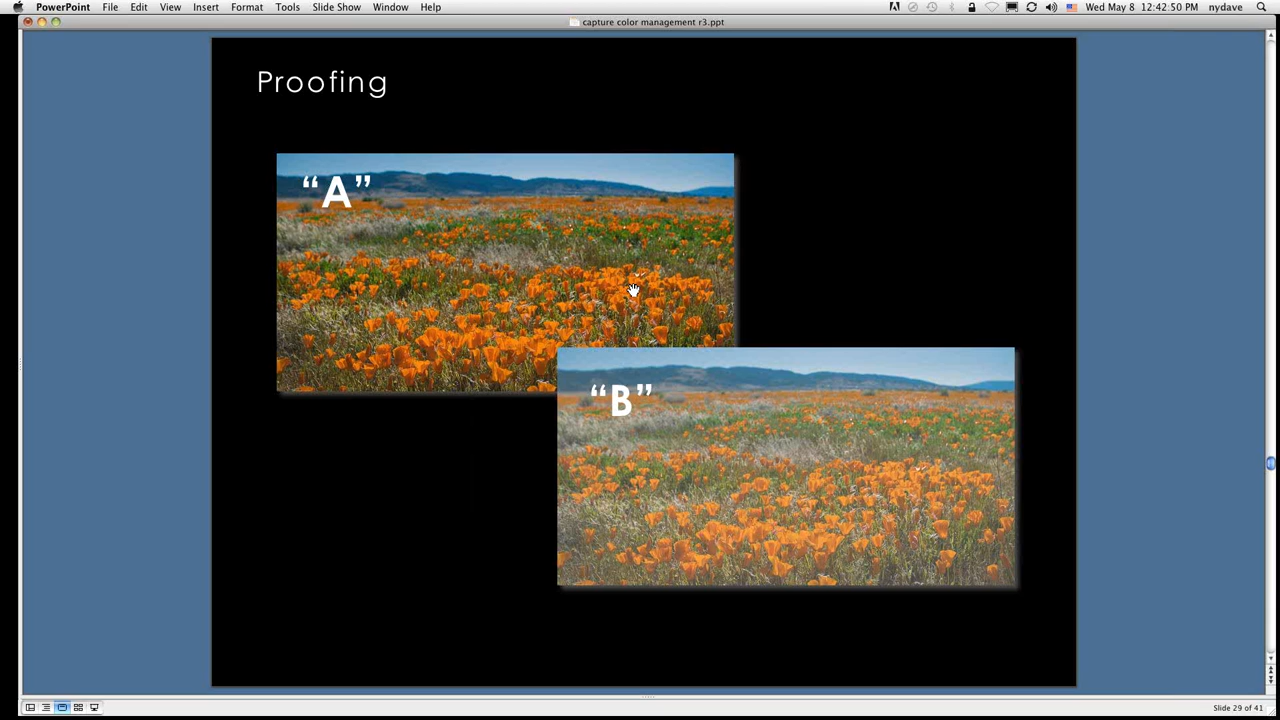 PowerPoint File Edit View Insert Format Tools Slide Show Window Help Wed May 8 12:42:50 PM nydave
capture color management r3.ppt
Proofing
“A”
“B”
Slide 29 of 41